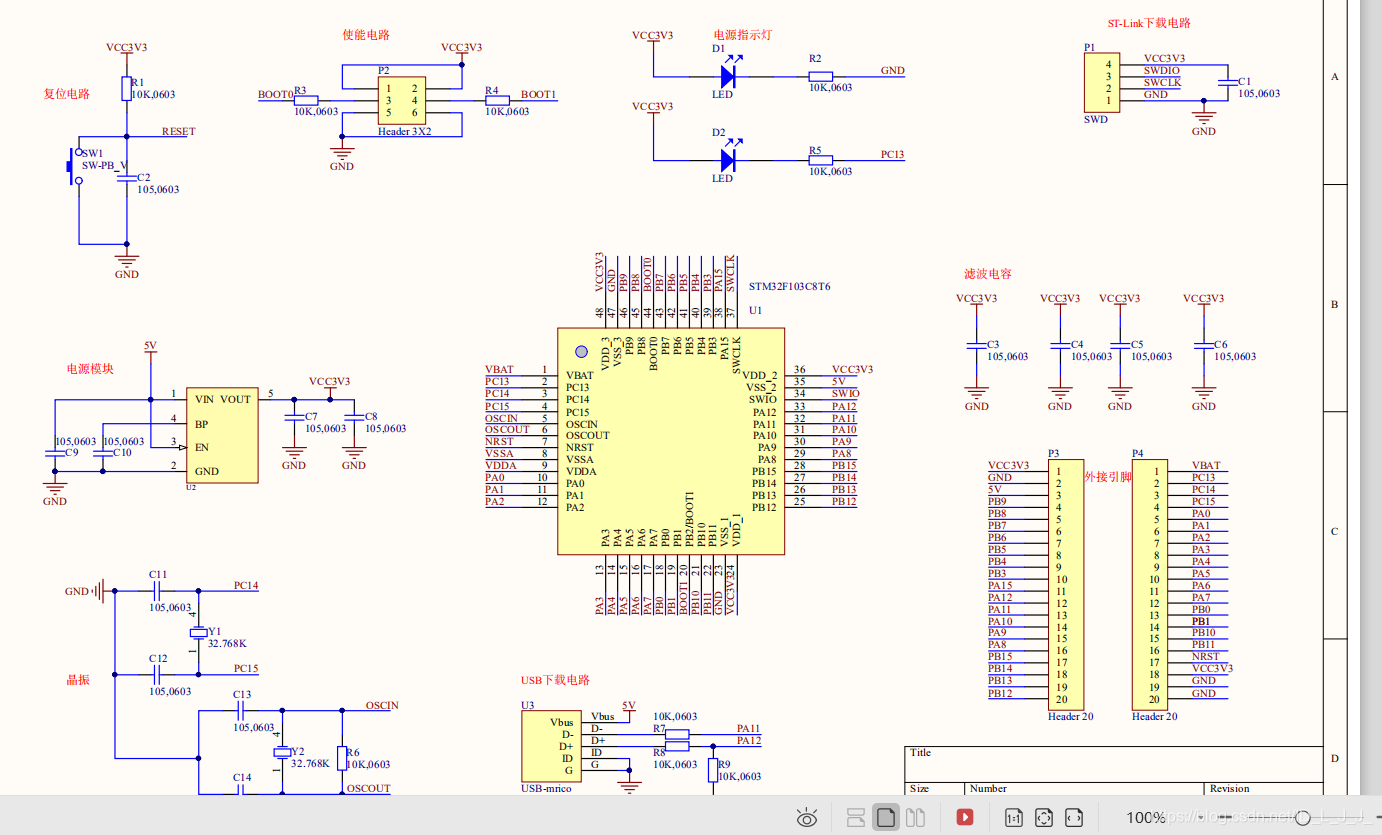 ST-Link下载电路
使能电路
电源指示灯
VCC3V3
R1
10K,0603
复位电路
RESET
SW1
SW-PB_V
C2
105,0603
GND
VCC3V3
P2
1 2
3 4
5 6
Header 3X2
BOOT0
R3
10K,0603
R4
10K,0603
BOOT1
GND
VCC3V3
D1
LED
R2
10K,0603
GND
VCC3V3
D2
LED
R5
10K,0603
PC13
P1
4 VCC3V3
3 SWDIO
2 SWCLK
1 GND
SWD
C1
105,0603
GND
A
B
C
D
滤波电容
VCC3V3 VCC3V3 VCC3V3 VCC3V3
C3
105,0603
C4
105,0603
C5
105,0603
C6
105,0603
GND GND GND GND
电源模块
5V
1 VIN VOUT 5
4 BP
3 EN
2 GND
U2
105,0603
C9
105,0603
C10
GND
VCC3V3
C7
105,0603
C8
105,0603
GND GND
STM32F103C8T6
U1
VCC3V3 48 VDD_3
GND 47 VSS_3
PB9 46 PB9
PB8 45 PB8
BOOT0 44 BOOT0
PB7 43 PB7
PB6 42 PB6
PB5 41 PB5
PB4 40 PB4
PB3 39 PB3
PA15 38 PA15
SWCLK 37 SWCLK
VBAT 1 VBAT
PC13 2 PC13
PC14 3 PC14
PC15 4 PC15
OSCIN 5 OSCIN
OSCOUT 6 OSCOUT
NRST 7 NRST
VSSA 8 VSSA
VDDA 9 VDDA
PA0 10 PA0
PA1 11 PA1
PA2 12 PA2
VDD_2 36 VCC3V3
VSS_2 35 5V
SWIO 34 SWIO
PA12 33 PA12
PA11 32 PA11
PA10 31 PA10
PA9 30 PA9
PA8 29 PA8
PB15 28 PB15
PB14 27 PB14
PB13 26 PB13
PB12 25 PB12
PA3 13 PA3
PA4 14 PA4
PA5 15 PA5
PA6 16 PA6
PA7 17 PA7
PB0 18 PB0
PB1 19 PB1
PB2/BOOT1 20 BOOT1
PB10 21 PB10
PB11 22 PB11
VSS_1 23 GND
VDD_1 24 VCC3V3
外接引脚
P3
VCC3V3 1
GND 2
5V 3
PB9 4
PB8 5
PB7 6
PB6 7
PB5 8
PB4 9
PB3 10
PA15 11
PA12 12
PA11 13
PA10 14
PA9 15
PA8 16
PB15 17
PB14 18
PB13 19
PB12 20
Header 20
P4
1 VBAT
2 PC13
3 PC14
4 PC15
5 PA0
6 PA1
7 PA2
8 PA3
9 PA4
10 PA5
11 PA6
12 PA7
13 PB0
14 PB1
15 PB10
16 PB11
17 NRST
18 VCC3V3
19 GND
20 GND
Header 20
晶振
GND
C11
105,0603
PC14
4
Y1
32.768K
1
C12
105,0603
PC15
C13
105,0603
OSCIN
4
Y2
32.768K
1
R6
10K,0603
C14
OSCOUT
USB下载电路
U3
Vbus Vbus 5V
D- D-
D+ D+
ID ID
G G
USB-mrico
10K,0603
R7
PA11
PA12
R8
10K,0603
R9
10K,0603
Title
Size Number Revision
1:1
100%